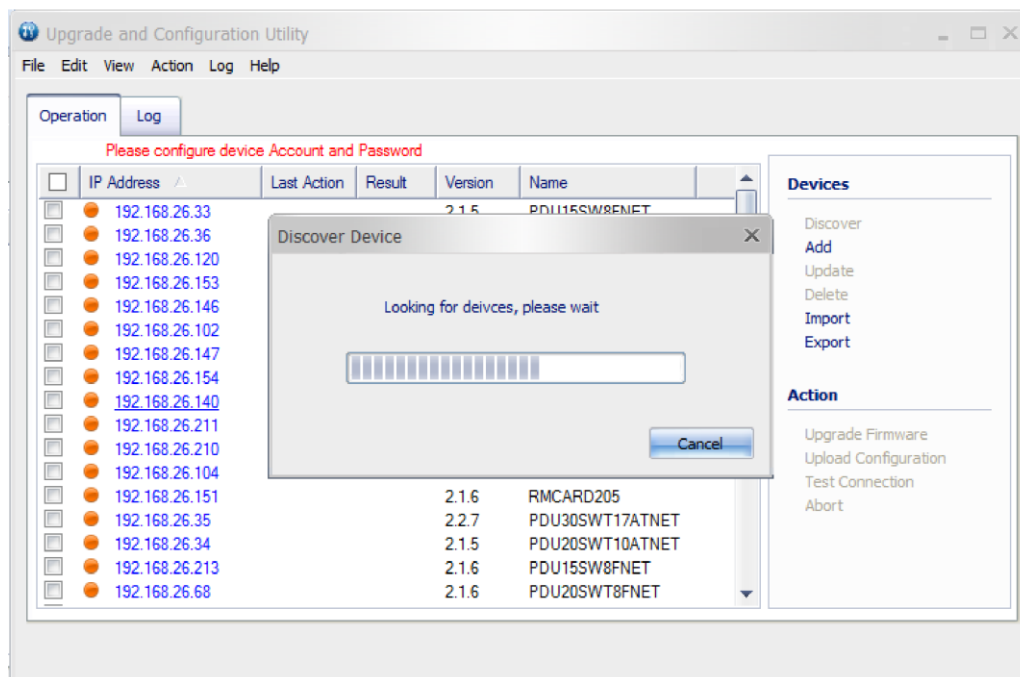 Upgrade and Configuration Utility
File Edit View Action Log Help
Operation Log
Please configure device Account and Password
IP Address Last Action Result Version Name
192.168.26.33 2.1.5 PDU15SW8FNET
192.168.26.36
192.168.26.120
192.168.26.153
192.168.26.146
192.168.26.102
192.168.26.147
192.168.26.154
192.168.26.140
192.168.26.211
192.168.26.210
192.168.26.104
192.168.26.151 2.1.6 RMCARD205
192.168.26.35 2.2.7 PDU30SWT17ATNET
192.168.26.34 2.1.5 PDU20SWT10ATNET
192.168.26.213 2.1.6 PDU15SW8FNET
192.168.26.68 2.1.6 PDU20SWT8FNET
Discover Device
Looking for deivces, please wait
Cancel
Devices
Discover
Add
Update
Delete
Import
Export
Action
Upgrade Firmware
Upload Configuration
Test Connection
Abort